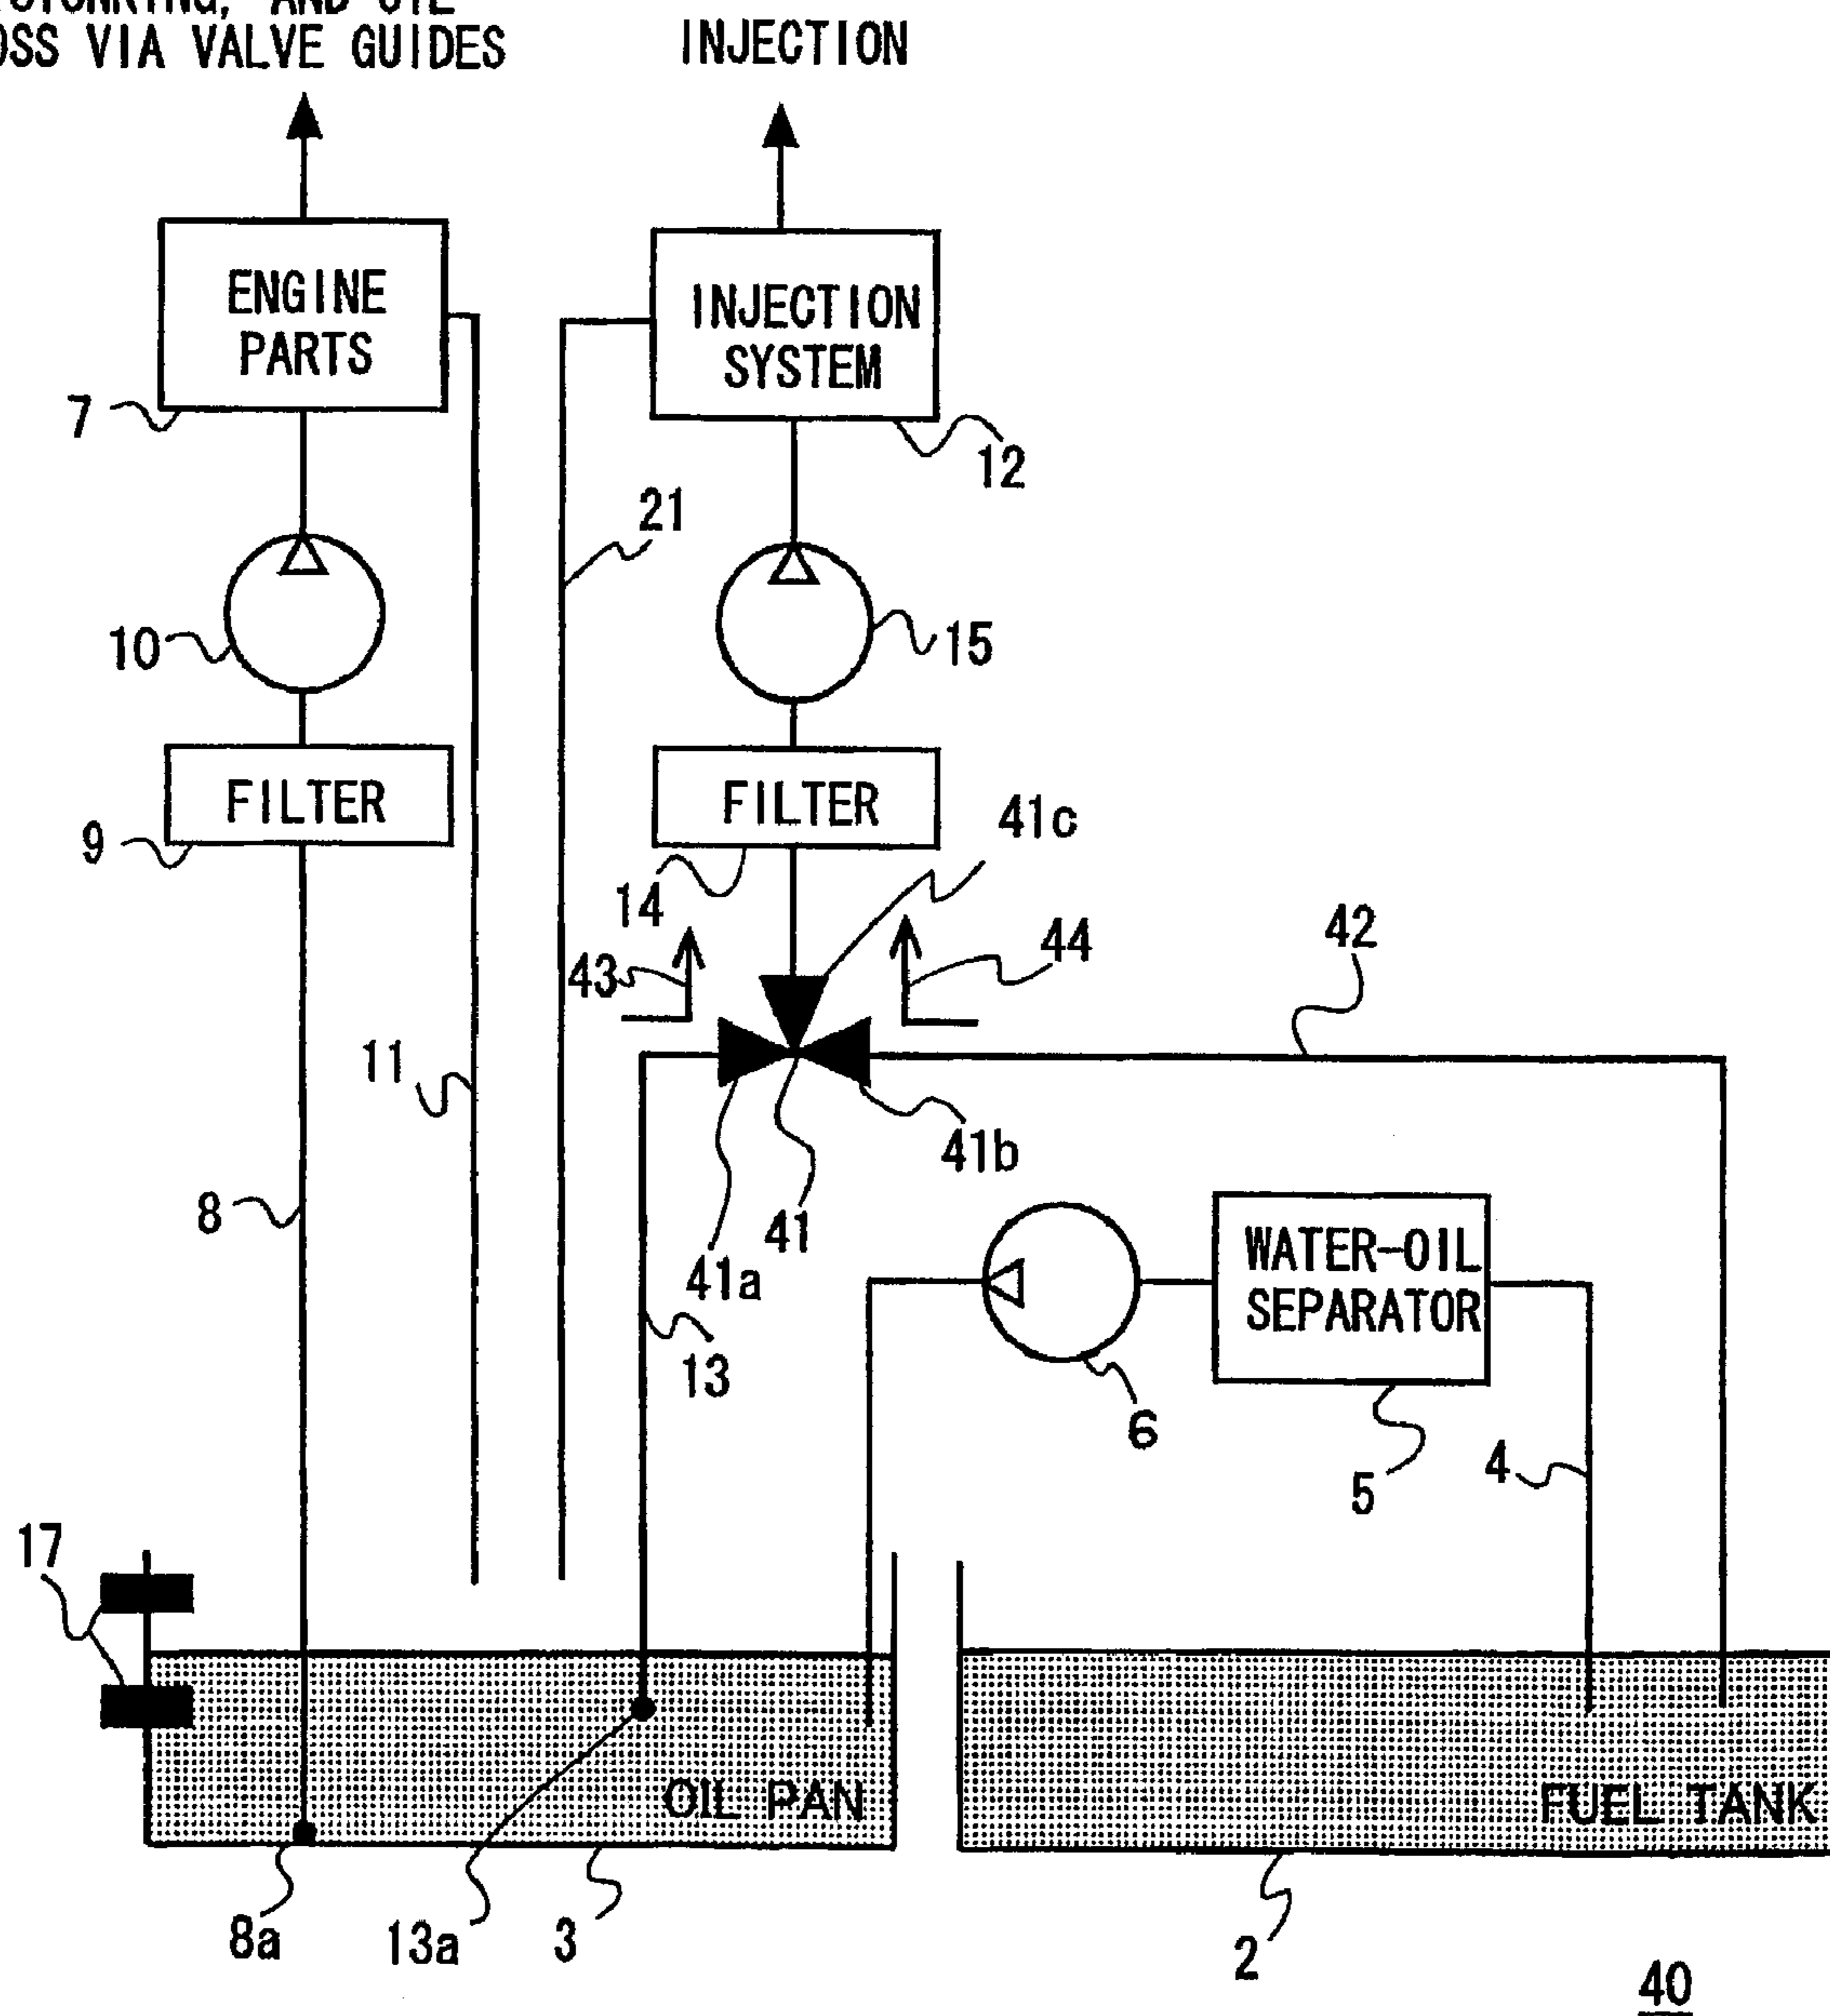 AND OIL
VIA VALVE GUIDES
INJECTION
ENGINE
PARTS
INJECTION
SYSTEM
7
12
21
10
15
FILTER
FILTER
41c
9
14
42
44
43
11
41b
8
41
41a
WATER-OIL
SEPARATOR
13
6
4
5
17
OIL PAN
FUEL TANK
8a
13a
3
2
40